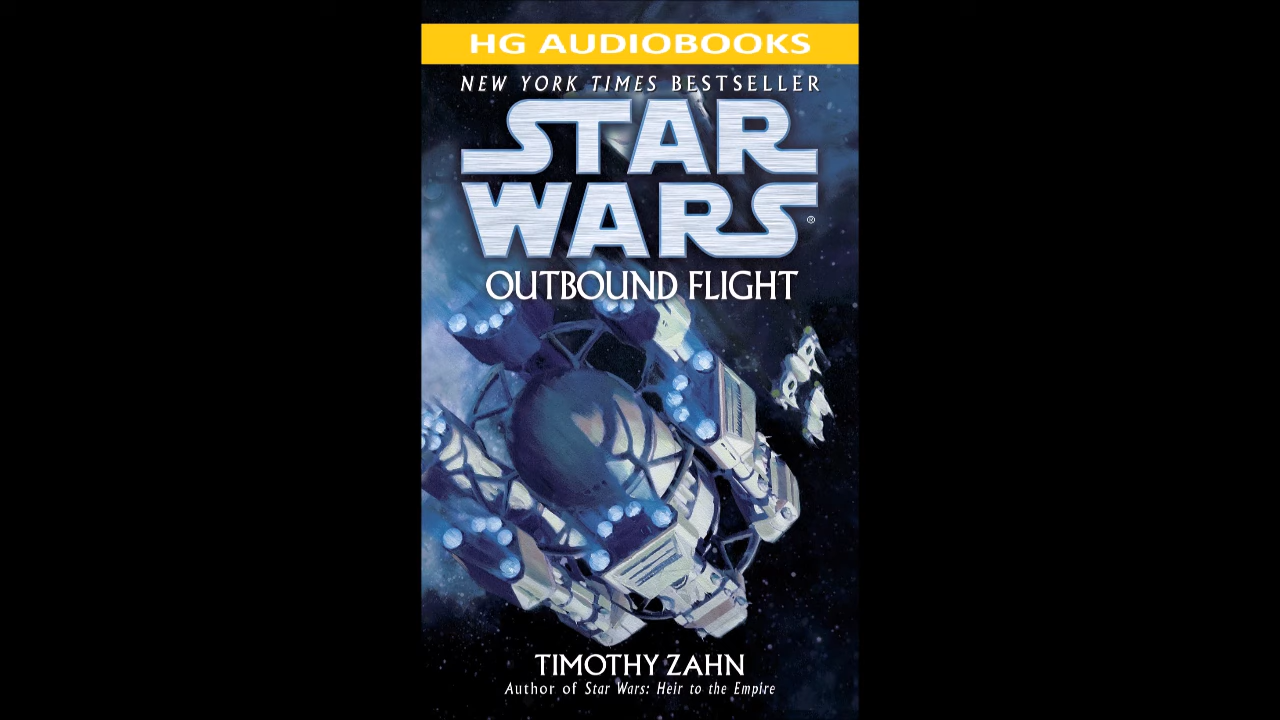 HG AUDIOBOOKS
NEW YORK TIMES BESTSELLER
STAR
WARS®
OUTBOUND FLIGHT
TIMOTHY ZAHN
Author of Star Wars: Heir to the Empire